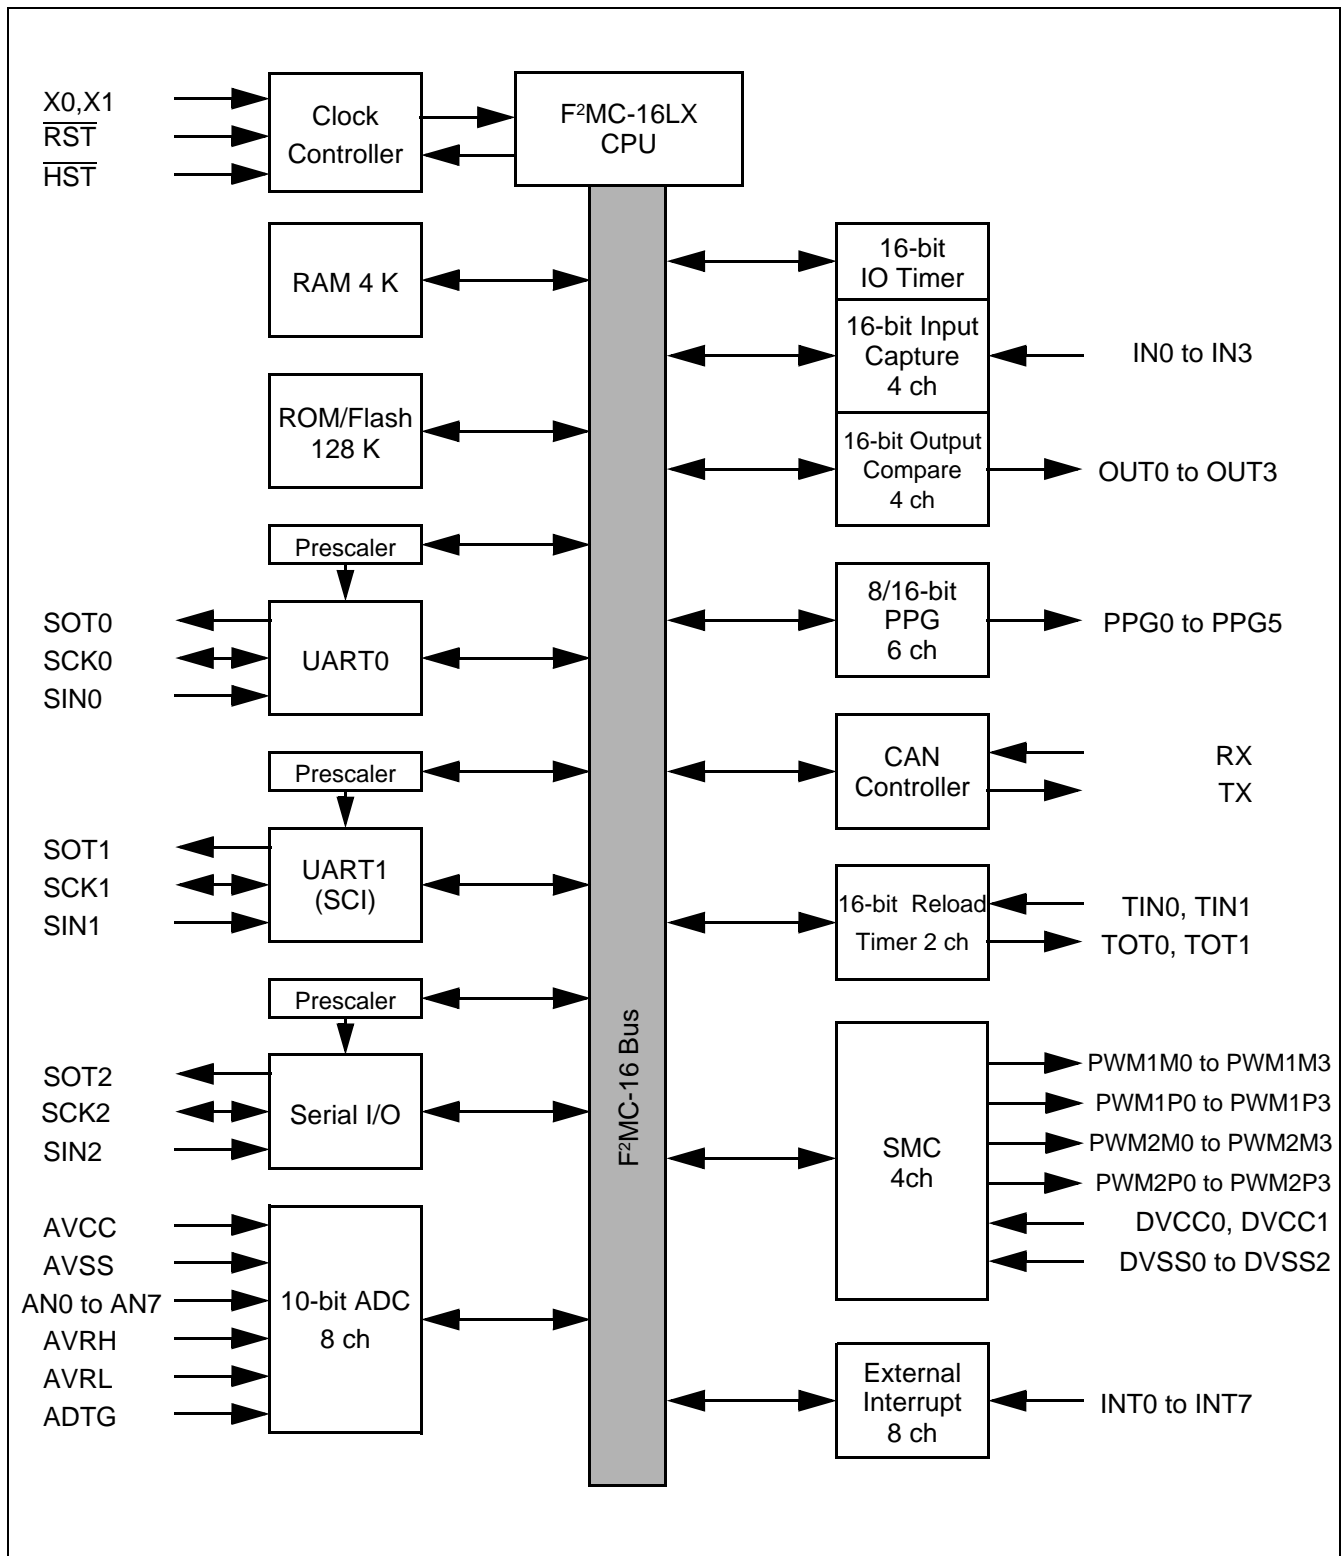 X0,X1
RST
HST
Clock
Controller
F²MC-16LX
CPU
RAM 4 K
ROM/Flash
128 K
Prescaler
SOT0
SCK0
SIN0
UART0
Prescaler
SOT1
SCK1
SIN1
UART1
(SCI)
Prescaler
SOT2
SCK2
SIN2
Serial I/O
AVCC
AVSS
AN0 to AN7
AVRH
AVRL
ADTG
10-bit ADC
8 ch
F²MC-16 Bus
16-bit
IO Timer
16-bit Input
Capture
4 ch
IN0 to IN3
16-bit Output
Compare
4 ch
OUT0 to OUT3
8/16-bit
PPG
6 ch
PPG0 to PPG5
CAN
Controller
RX
TX
16-bit Reload
Timer 2 ch
TIN0, TIN1
TOT0, TOT1
SMC
4ch
PWM1M0 to PWM1M3
PWM1P0 to PWM1P3
PWM2M0 to PWM2M3
PWM2P0 to PWM2P3
DVCC0, DVCC1
DVSS0 to DVSS2
External
Interrupt
8 ch
INT0 to INT7